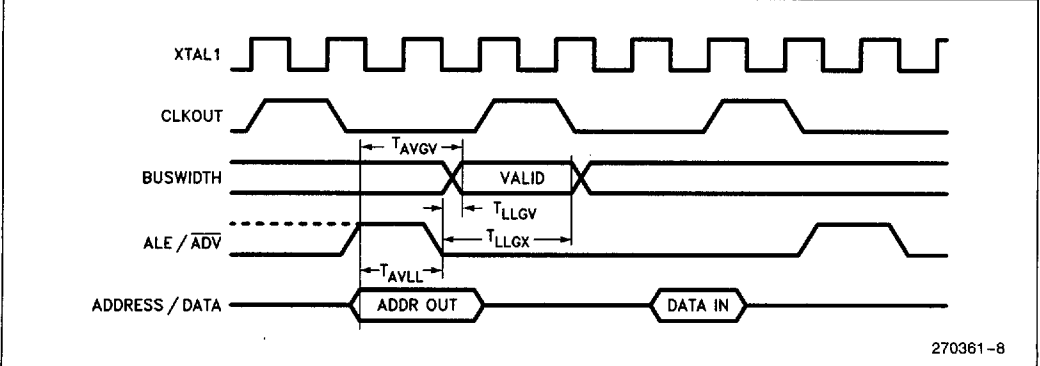 XTAL1
CLKOUT
TAVGV
BUSWIDTH
VALID
TLLGV
ALE / ADV
TLLGX
TAVLL
ADDRESS / DATA
ADDR OUT
DATA IN
270361-8